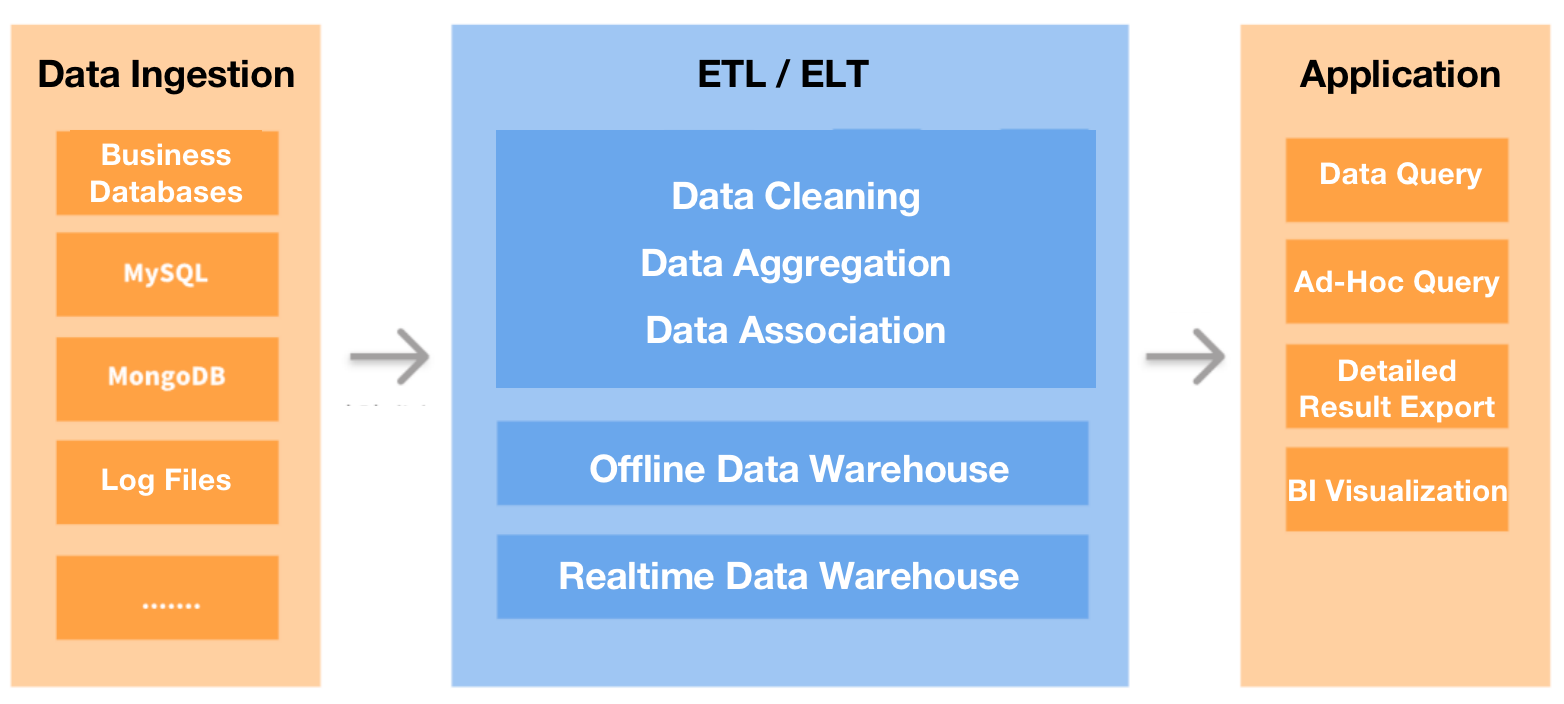 Data Ingestion
Business
Databases
MySQL
MongoDB
Log Files
.......
ETL / ELT
Data Cleaning
Data Aggregation
Data Association
Offline Data Warehouse
Realtime Data Warehouse
Application
Data Query
Ad-Hoc Query
Detailed
Result Export
BI Visualization